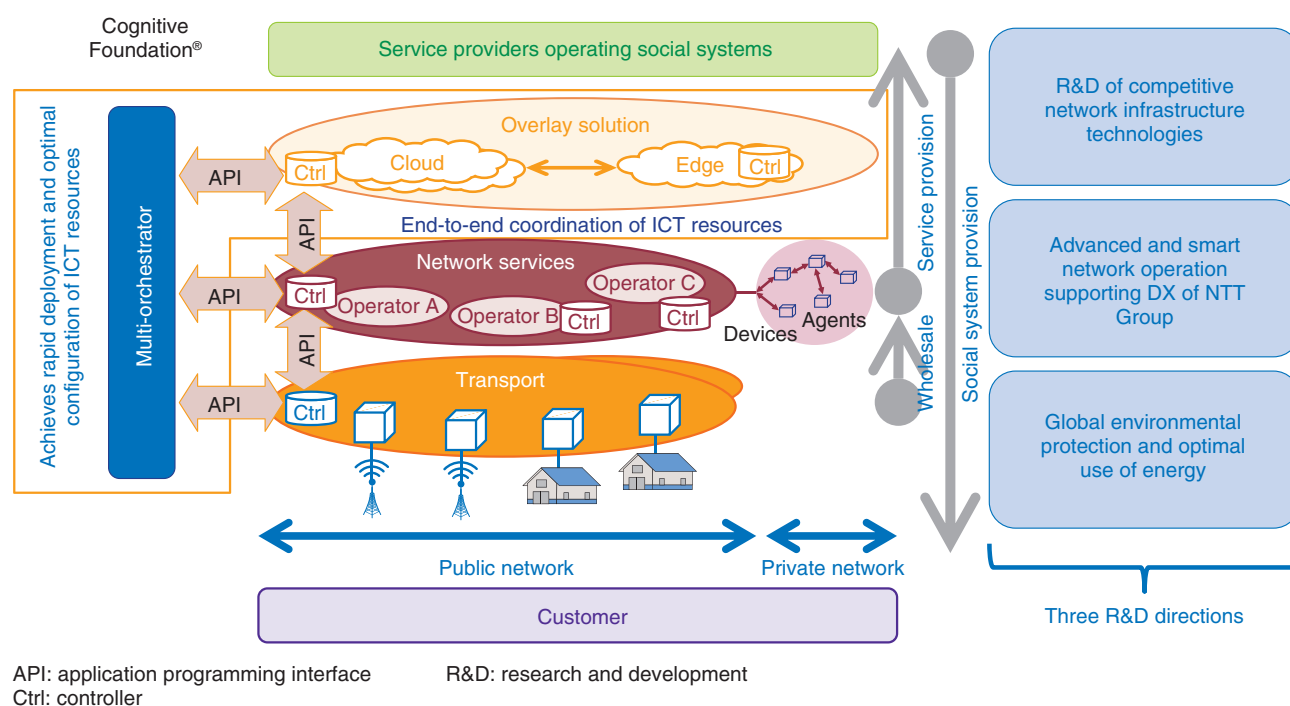 Cognitive
Foundation®
Service providers operating social systems
Achieves rapid deployment and optimal
configuration of ICT resources
Multi-orchestrator
API
API
API
API
API
Overlay solution
Ctrl
Cloud
Edge
Ctrl
End-to-end coordination of ICT resources
Network services
Ctrl
Operator A
Operator B
Ctrl
Operator C
Ctrl
Devices
Agents
Transport
Ctrl
Service provision
Wholesale
Social system provision
Public network
Private network
Customer
R&D of competitive
network infrastructure
technologies
Advanced and smart
network operation
supporting DX of NTT
Group
Global environmental
protection and optimal
use of energy
Three R&D directions
API: application programming interface
R&D: research and development
Ctrl: controller